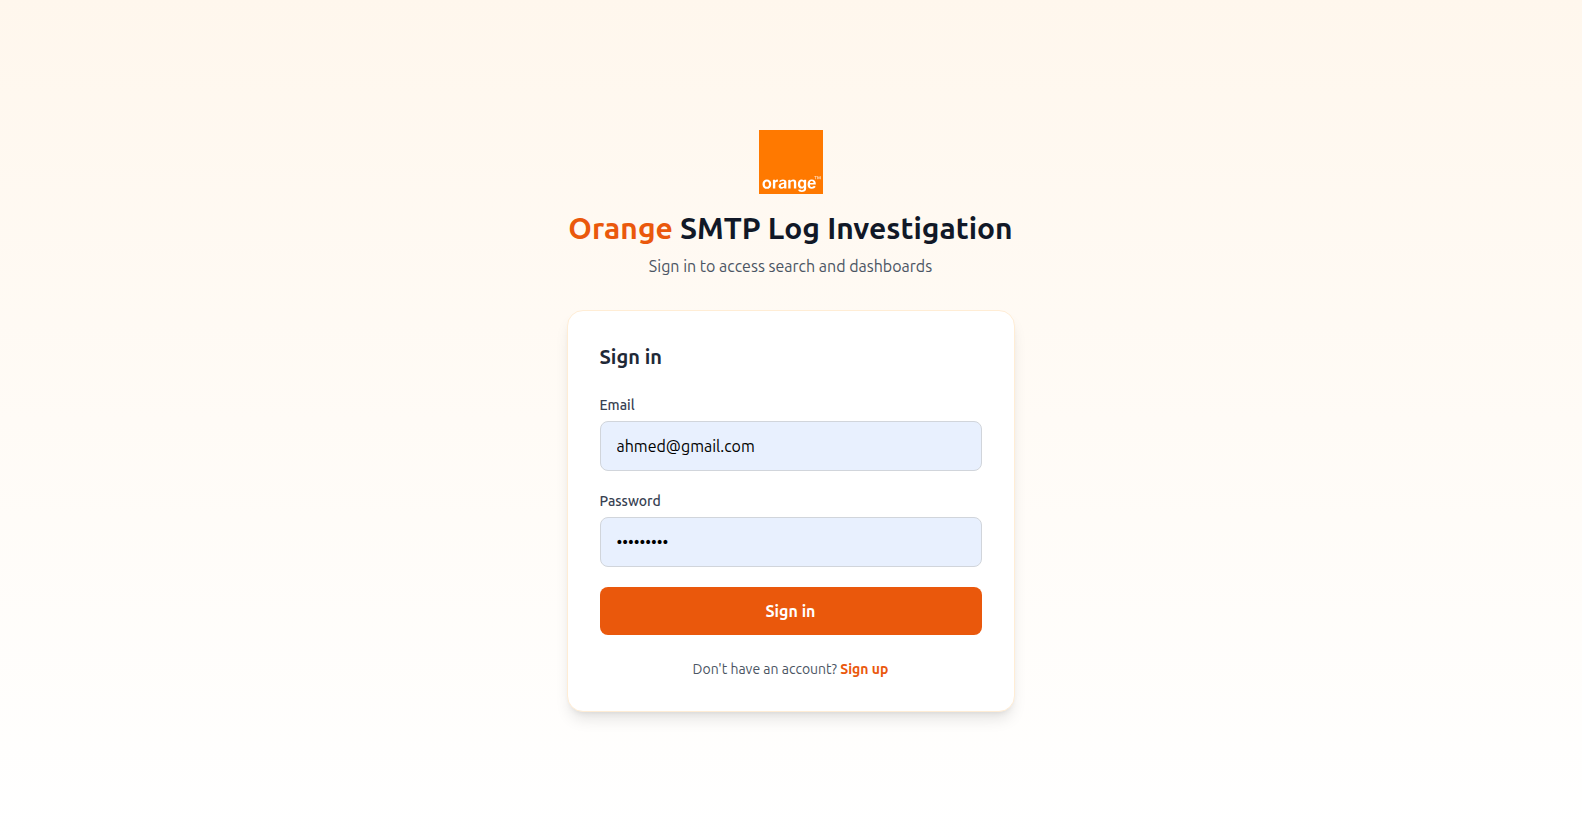 orange™
Orange SMTP Log Investigation
Sign in to access search and dashboards
Sign in
Email
ahmed@gmail.com
Password
•••••••••
Sign in
Don't have an account? Sign up